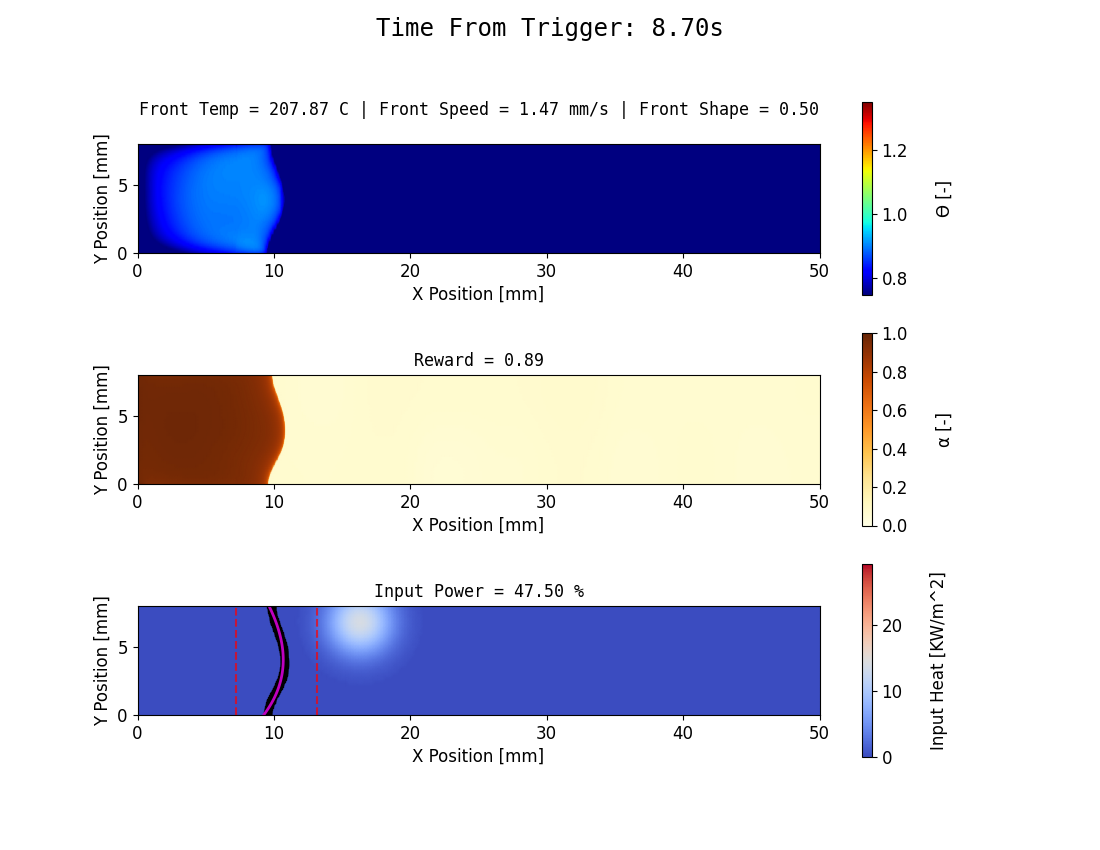 Time From Trigger: 8.70s
Front Temp = 207.87 C | Front Speed = 1.47 mm/s | Front Shape = 0.50
Y Position [mm]
5
0
0 10 20 30 40 50
X Position [mm]
1.2
1.0
0.8
Θ [-]
Reward = 0.89
Y Position [mm]
5
0
0 10 20 30 40 50
X Position [mm]
1.0
0.8
0.6
0.4
0.2
0.0
α [-]
Input Power = 47.50 %
Y Position [mm]
5
0
0 10 20 30 40 50
X Position [mm]
20
10
0
Input Heat [KW/m^2]